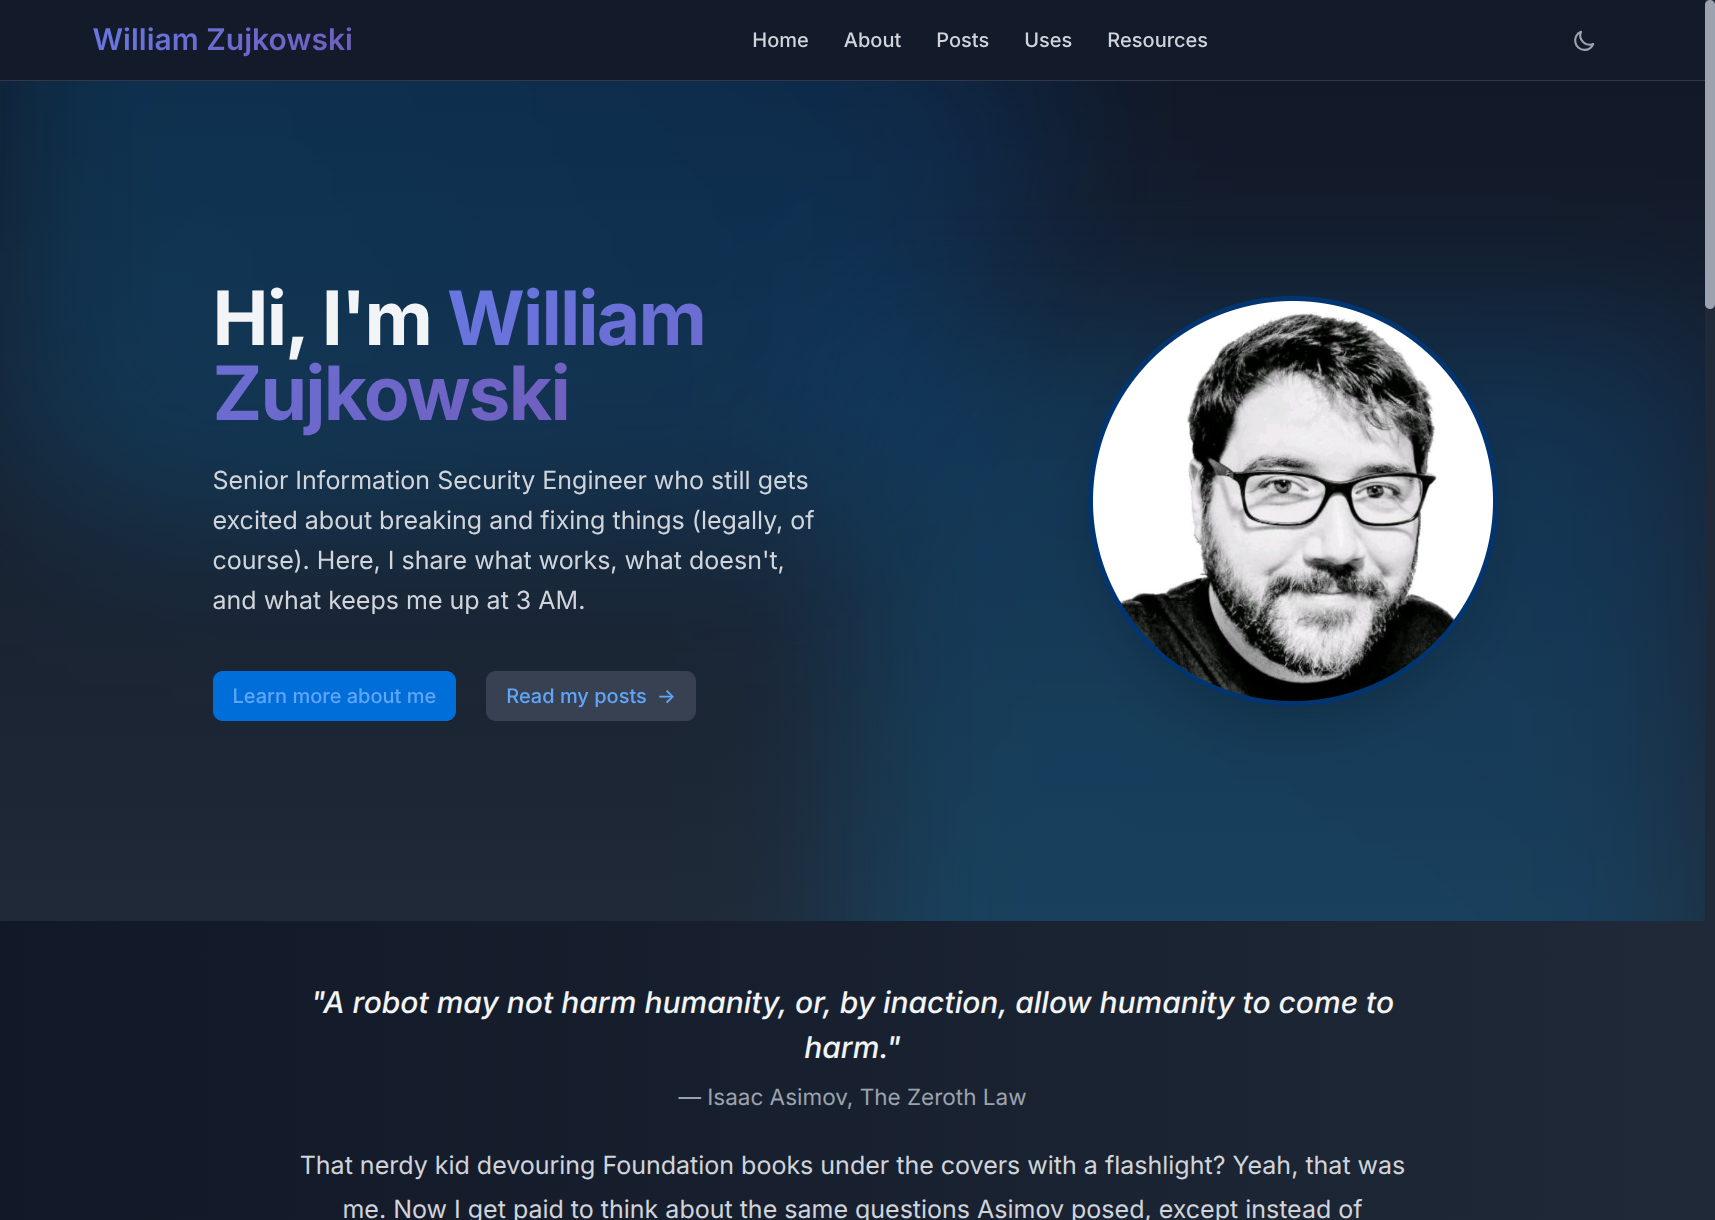 William Zujkowski
Home About Posts Uses Resources
Hi, I'm William
Zujkowski
Senior Information Security Engineer who still gets
excited about breaking and fixing things (legally, of
course). Here, I share what works, what doesn't,
and what keeps me up at 3 AM.
Learn more about me
Read my posts →
"A robot may not harm humanity, or, by inaction, allow humanity to come to
harm."
— Isaac Asimov, The Zeroth Law
That nerdy kid devouring Foundation books under the covers with a flashlight? Yeah, that was
me. Now I get paid to think about the same questions Asimov posed, except instead of